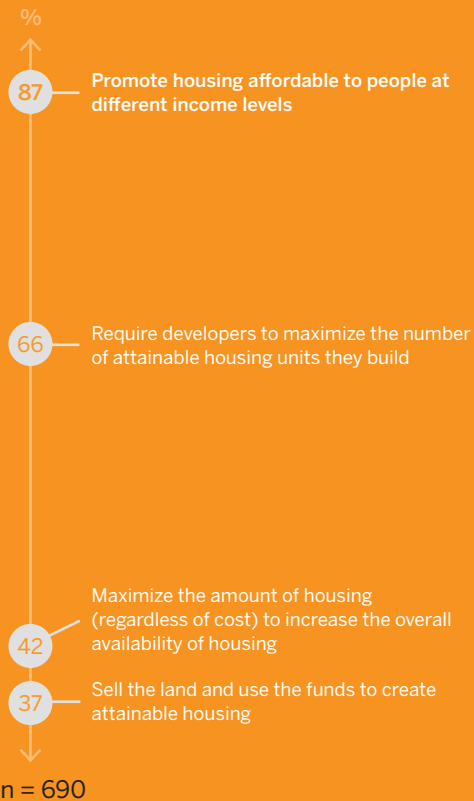 %
87
Promote housing affordable to people at
different income levels
66
Require developers to maximize the number
of attainable housing units they build
Maximize the amount of housing
(regardless of cost) to increase the overall
availability of housing
42
37
Sell the land and use the funds to create
attainable housing
n = 690